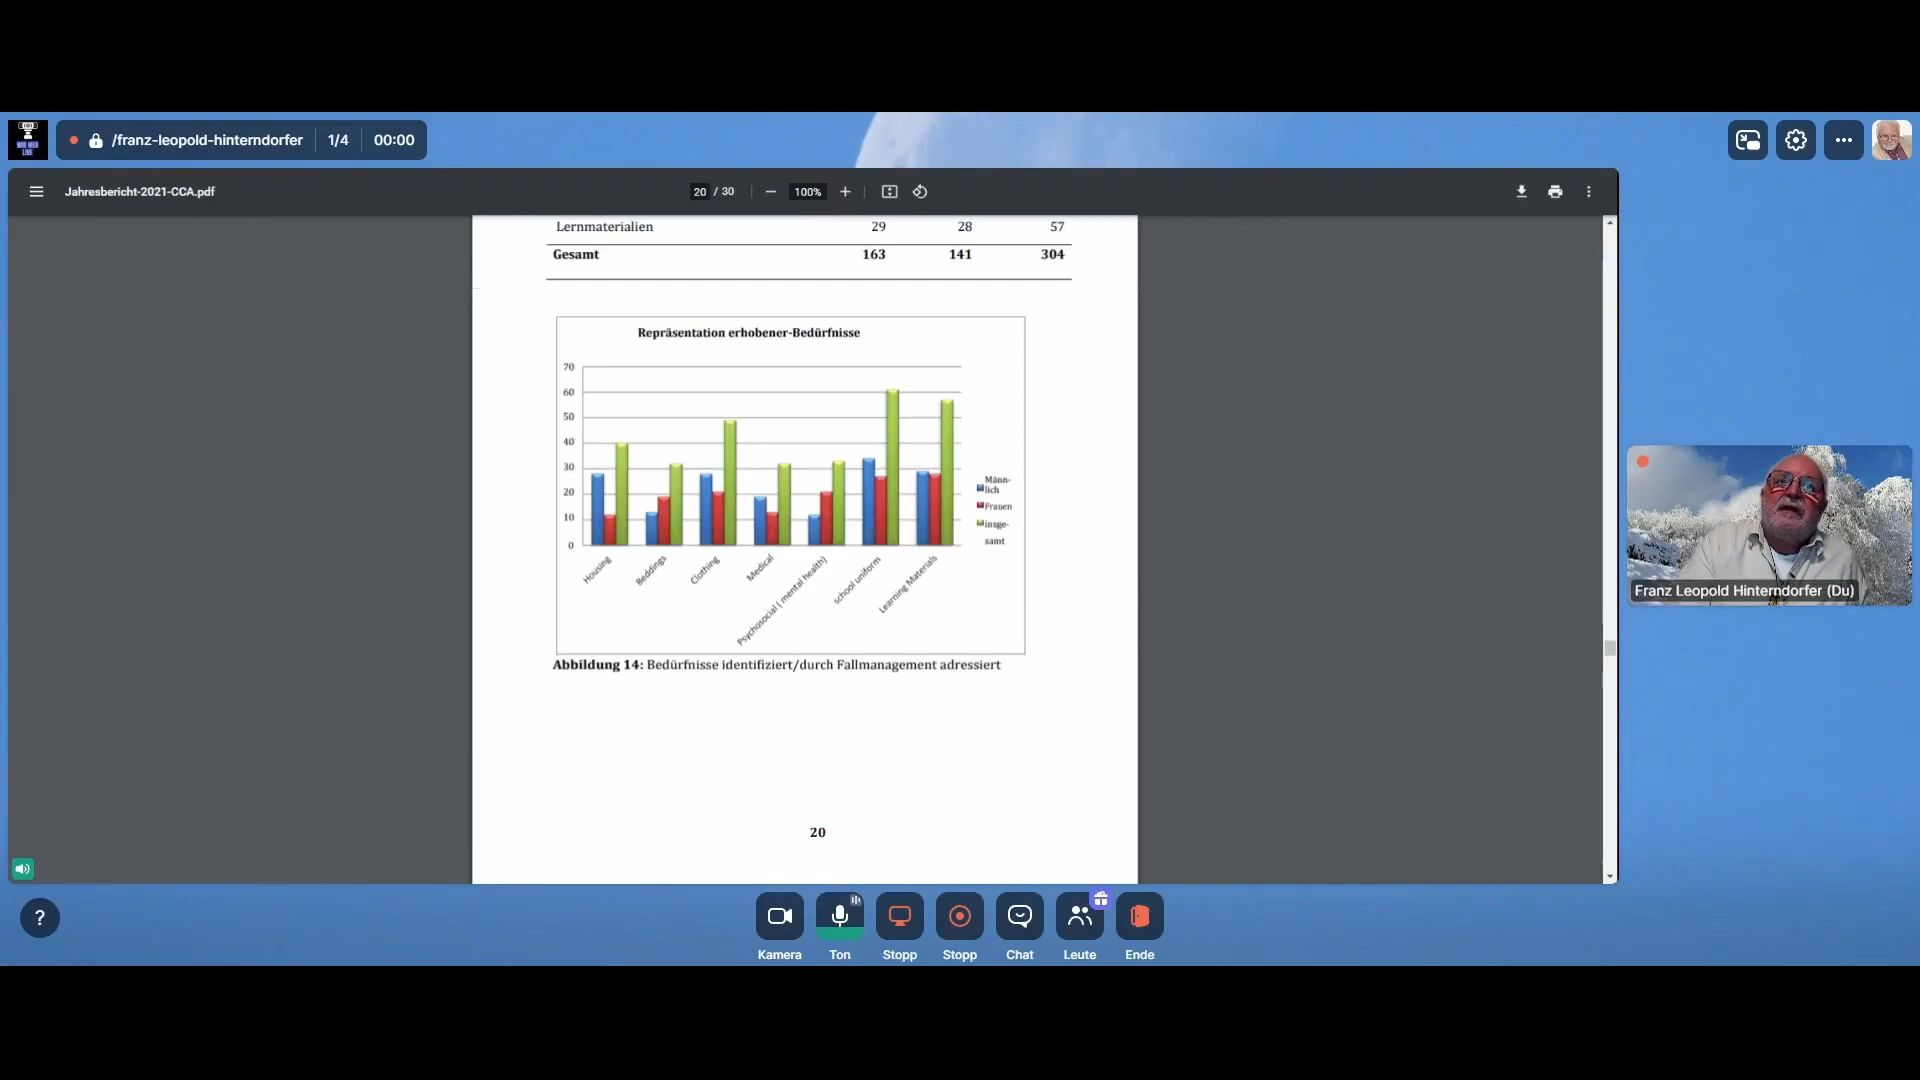 /franz-leopold-hinterndorfer 1/4 00:00
Jahresbericht-2021-CCA.pdf 20 / 30 100%
Lernmaterialien 29 28 57
Gesamt 163 141 304
Repräsentation erhobener-Bedürfnisse
70
60
50
40
30
20
10
0
Housing
Beddings
Clothing
Medical
Psychosocial ( mental health)
school uniform
Learning Materials
Männ-
lich
Frauen
insge-
samt
Abbildung 14: Bedürfnisse identifiziert/durch Fallmanagement adressiert
20
Franz Leopold Hinterndorfer (Du)
?
Kamera Ton Stopp Stopp Chat Leute Ende